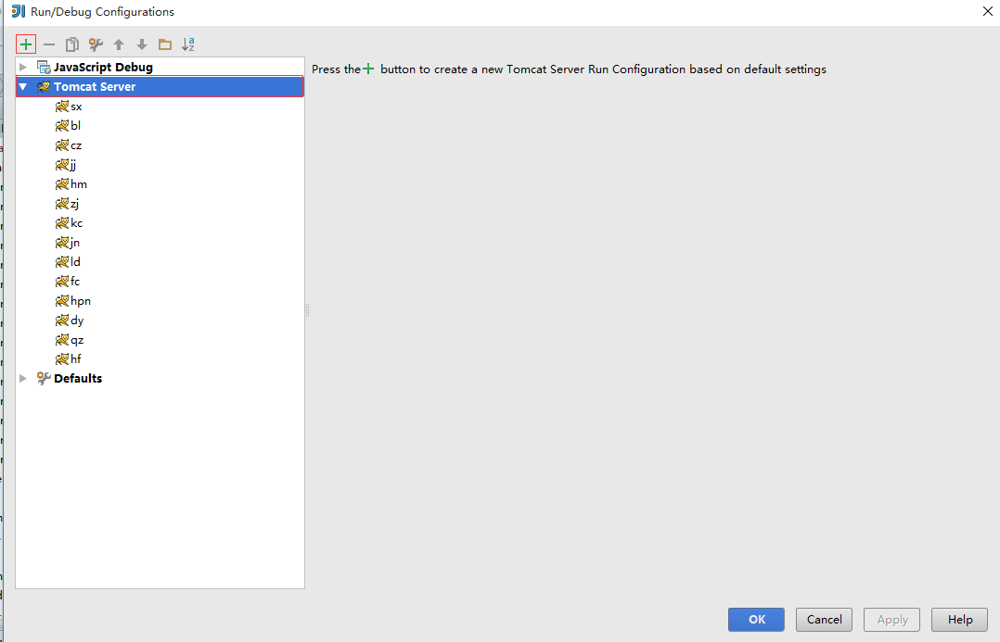 Run/Debug Configurations
JavaScript Debug
Tomcat Server
sx
bl
cz
jj
hm
zj
kc
jn
ld
fc
hpn
dy
qz
hf
Defaults
Press the + button to create a new Tomcat Server Run Configuration based on default settings
OK
Cancel
Apply
Help